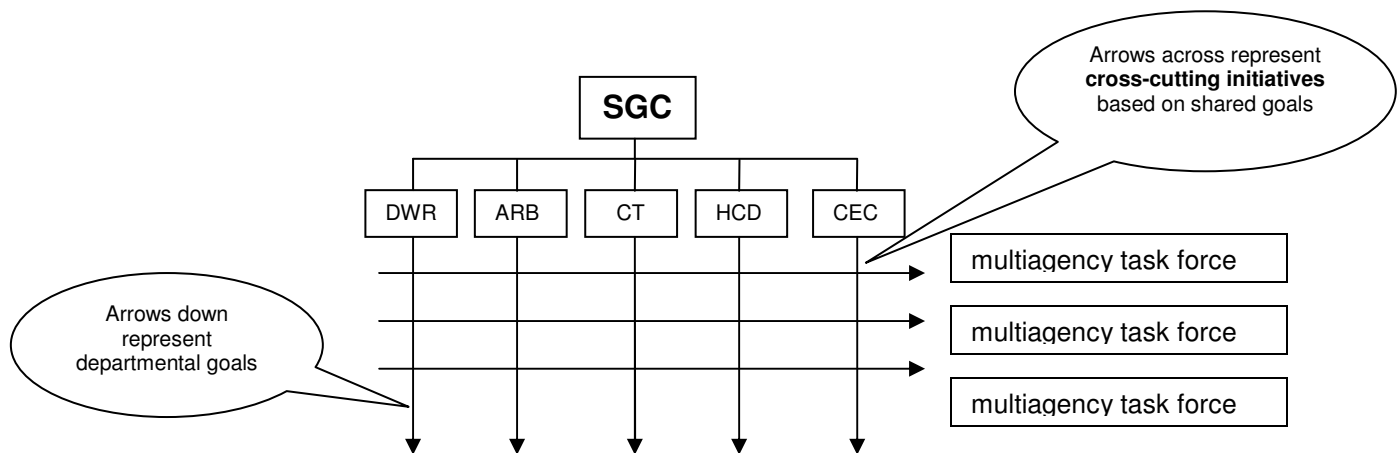 Arrows across represent
cross-cutting initiatives
based on shared goals
SGC
DWR
ARB
CT
HCD
CEC
multiagency task force
multiagency task force
multiagency task force
Arrows down
represent
departmental goals